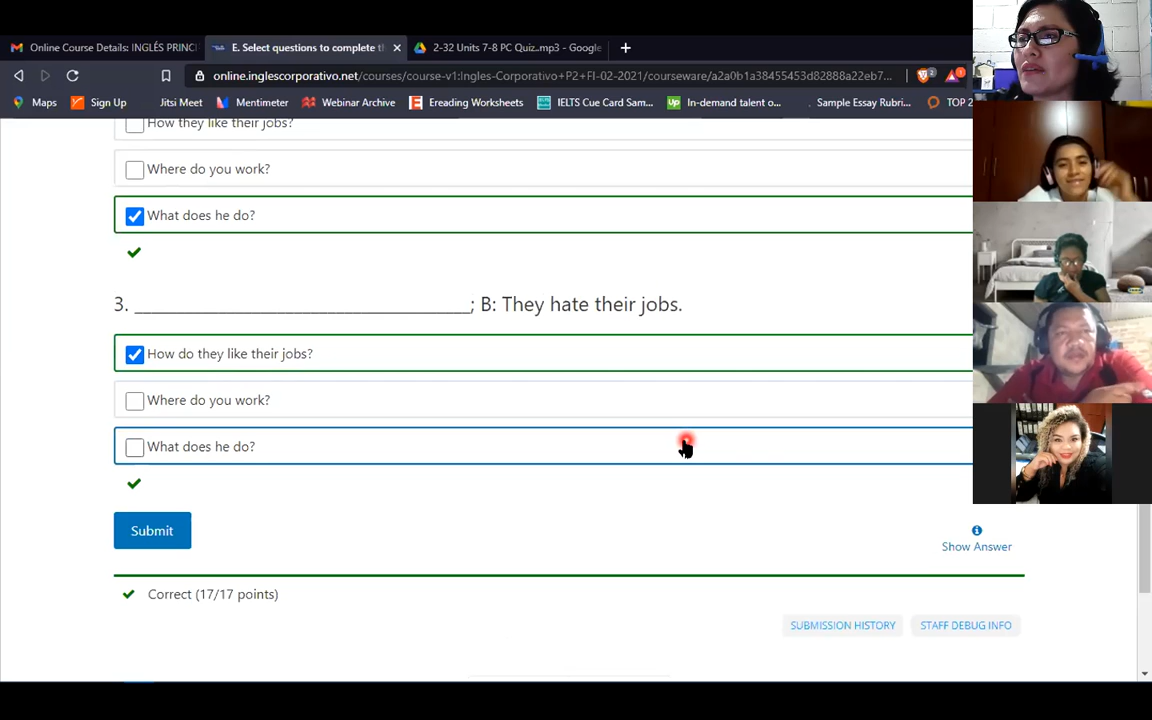 Online Course Details: INGLÉS PRINCI
E. Select questions to complete th
2-32 Units 7-8 PC Quiz..mp3 - Google
online.inglescorporativo.net/courses/course-v1:Ingles-Corporativo+P2+FI-02-2021/courseware/a2a0b1a38455453d82888a22eb7...
2
1
Maps
Sign Up
Jitsi Meet
Mentimeter
Webinar Archive
Ereading Worksheets
IELTS Cue Card Sam...
In-demand talent o...
Sample Essay Rubri...
TOP 2
How they like their jobs?
Where do you work?
What does he do?
3. ________________________________; B: They hate their jobs.
How do they like their jobs?
Where do you work?
What does he do?
Submit
Show Answer
Correct (17/17 points)
SUBMISSION HISTORY
STAFF DEBUG INFO